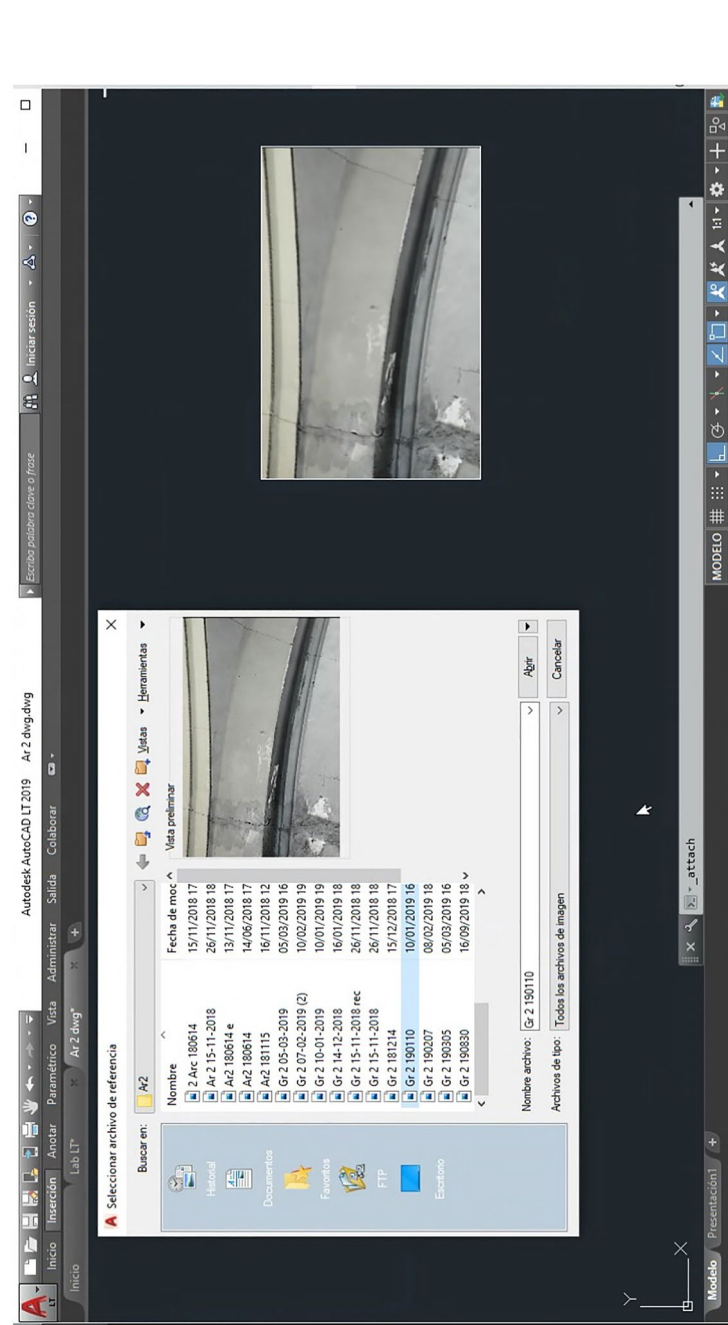 LT
Autodesk AutoCAD LT 2019 Ar 2 dwg.dwg
Escriba palabra clave o frase
Iniciar sesión
Inicio Inserción Anotar Paramétrico Vista Administrar Salida Colaborar
Inicio Lab LT* Ar 2 dwg*
Seleccionar archivo de referencia
Buscar en: Ar2
Vistas Herramientas
Historial
Documentos
Favoritos
FTP
Escritorio
Nombre Fecha de moc
2 Arc 180614 15/11/2018 17
Ar 2 15-11-2018 26/11/2018 18
Ar2 180614 e 13/11/2018 17
Ar2 180614 14/06/2018 17
Ar2 181115 16/11/2018 12
Gr 2 05-03-2019 05/03/2019 16
Gr 2 07-02-2019 (2) 10/02/2019 19
Gr 2 10-01-2019 10/01/2019 19
Gr 2 14-12-2018 16/01/2019 18
Gr 2 15-11-2018 rec 26/11/2018 18
Gr 2 15-11-2018 26/11/2018 18
Gr 2 181214 15/12/2018 17
Gr 2 190110 10/01/2019 16
Gr 2 190207 08/02/2019 18
Gr 2 190305 05/03/2019 16
Gr 2 190830 16/09/2019 18
Vista preliminar
Nombre archivo: Gr 2 190110 Abrir
Archivos de tipo: Todos los archivos de imagen Cancelar
Y
X
_attach
Modelo Presentación1 MODELO 1:1